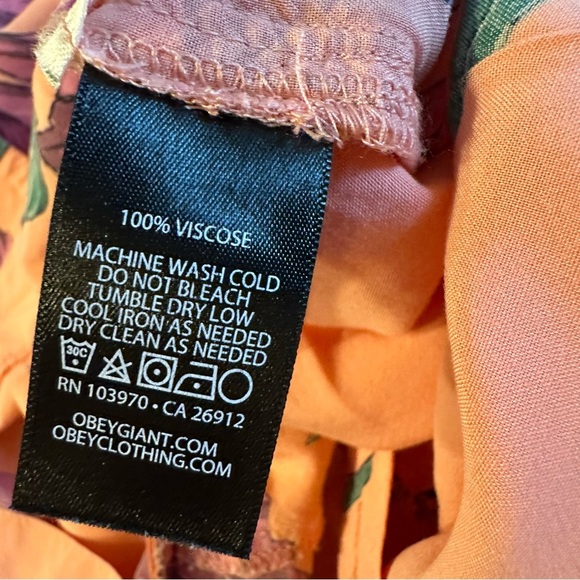 100% VISCOSE
MACHINE WASH COLD
DO NOT BLEACH
TUMBLE DRY LOW
COOL IRON AS NEEDED
DRY CLEAN AS NEEDED
30C
RN 103970 • CA 26912
OBEYGIANT.COM
OBEYCLOTHING.COM